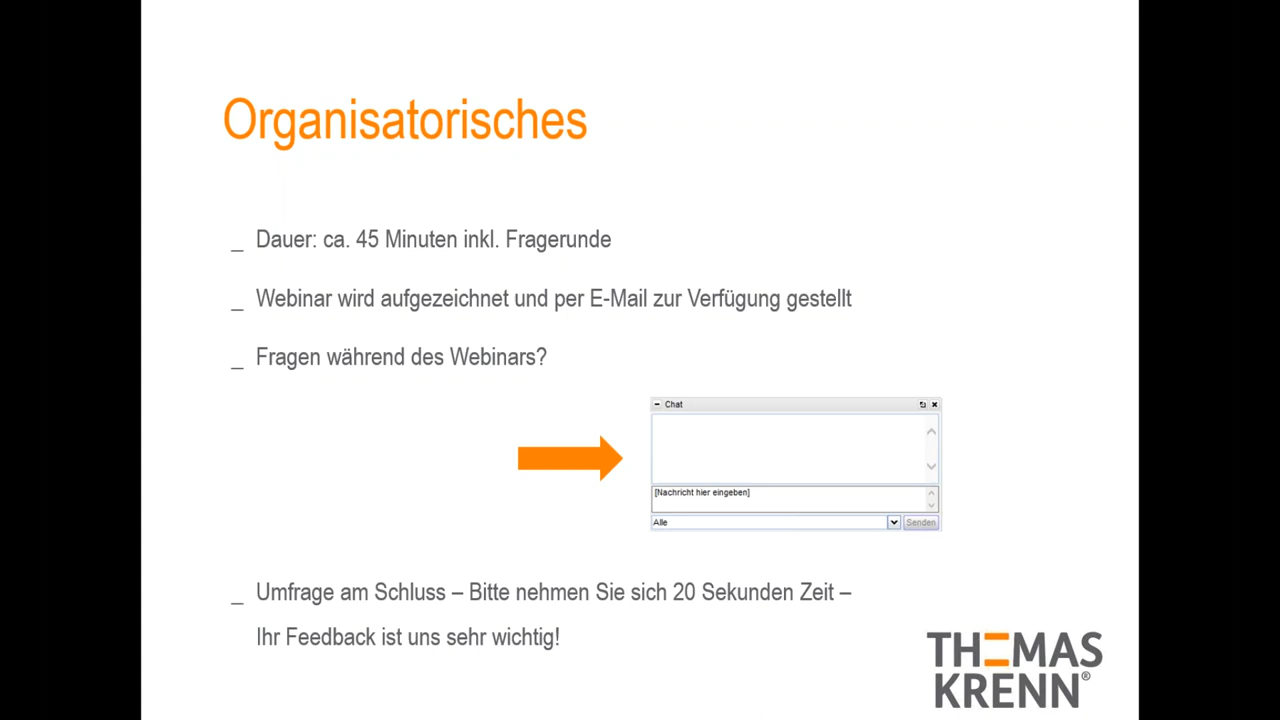 Organisatorisches
_ Dauer: ca. 45 Minuten inkl. Fragerunde
_ Webinar wird aufgezeichnet und per E-Mail zur Verfügung gestellt
_ Fragen während des Webinars?
Chat
[Nachricht hier eingeben]
Alle
Senden
_ Umfrage am Schluss – Bitte nehmen Sie sich 20 Sekunden Zeit –
Ihr Feedback ist uns sehr wichtig!
THOMAS
KRENN®